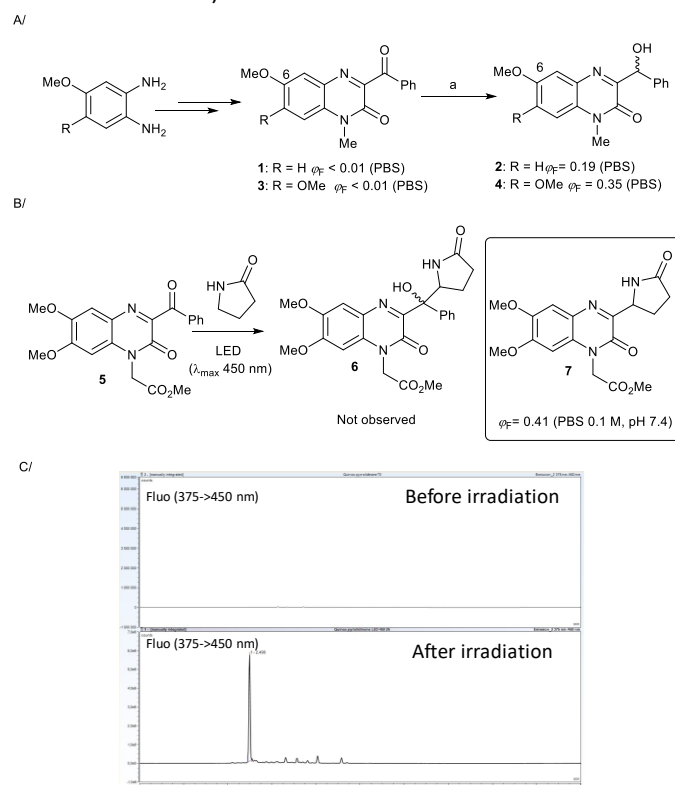 A/
MeO
NH2
R
NH2
MeO
6
N
O
Ph
R
N
O
Me
a
MeO
6
N
OH
Ph
R
N
O
Me
1: R = H φF < 0.01 (PBS)
3: R = OMe φF < 0.01 (PBS)
2: R = HφF= 0.19 (PBS)
4: R = OMe φF = 0.35 (PBS)
B/
MeO
MeO
N
O
Ph
N
O
CO2Me
5
HN
O
LED
(λmax 450 nm)
O
HN
HO
Ph
MeO
MeO
N
N
O
CO2Me
6
Not observed
O
HN
MeO
MeO
N
N
O
CO2Me
7
φF= 0.41 (PBS 0.1 M, pH 7.4)
C/
Fluo (375->450 nm)
Before irradiation
Fluo (375->450 nm)
After irradiation